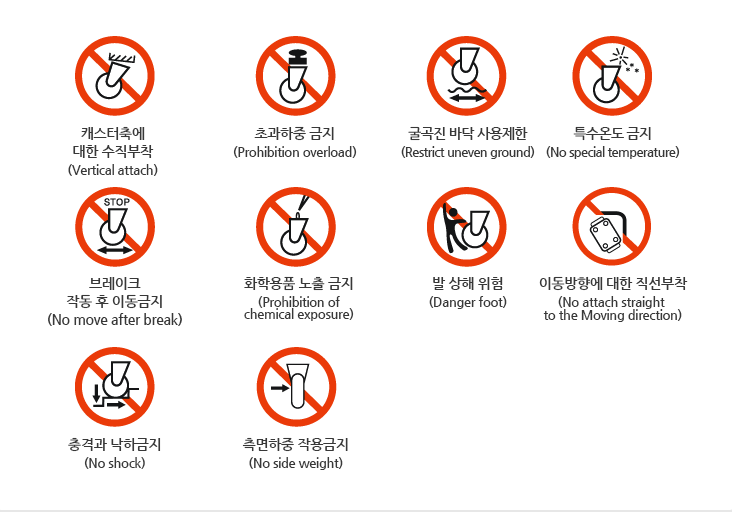 캐스터축에
대한 수직부착
(Vertical attach)
초과하중 금지
(Prohibition overload)
굴곡진 바닥 사용제한
(Restrict uneven ground)
특수온도 금지
(No special temperature)
STOP
브레이크
작동 후 이동금지
(No move after break)
화학용품 노출 금지
(Prohibition of
chemical exposure)
발 상해 위험
(Danger foot)
이동방향에 대한 직선부착
(No attach straight
to the Moving direction)
충격과 낙하금지
(No shock)
측면하중 작용금지
(No side weight)